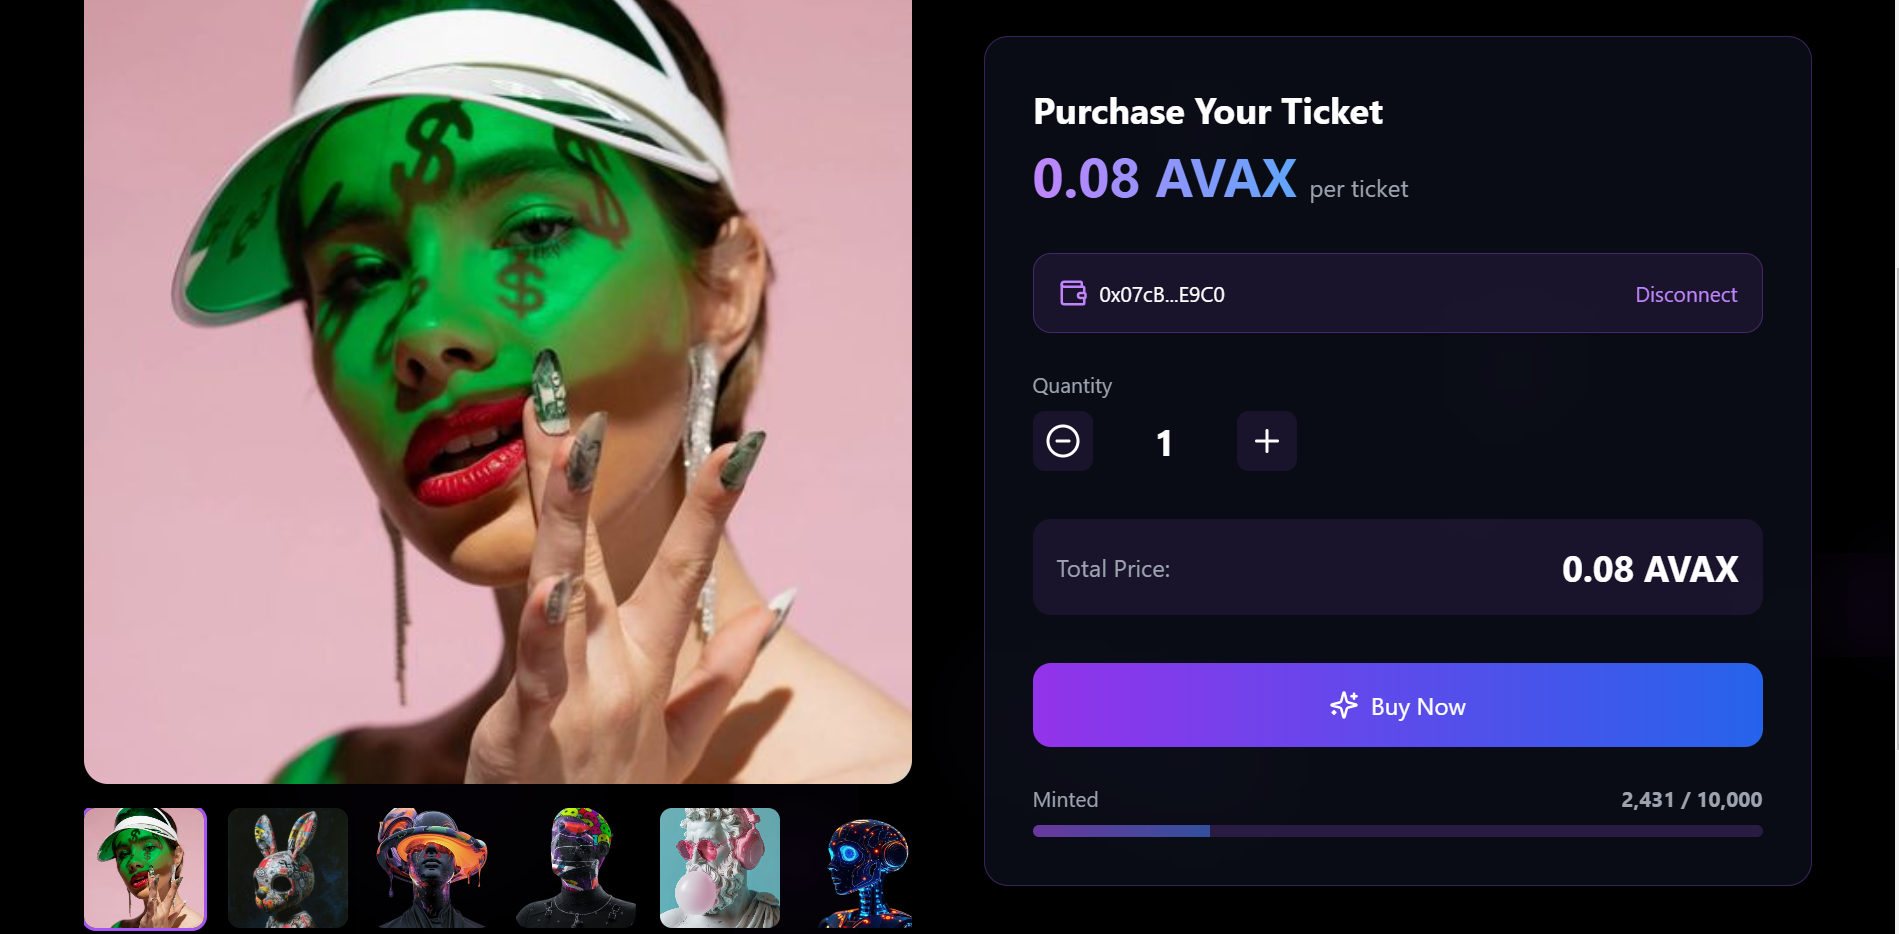 Purchase Your Ticket
0.08 AVAX per ticket
0x07cB...E9C0 Disconnect
Quantity
1
Total Price: 0.08 AVAX
Buy Now
Minted 2,431 / 10,000